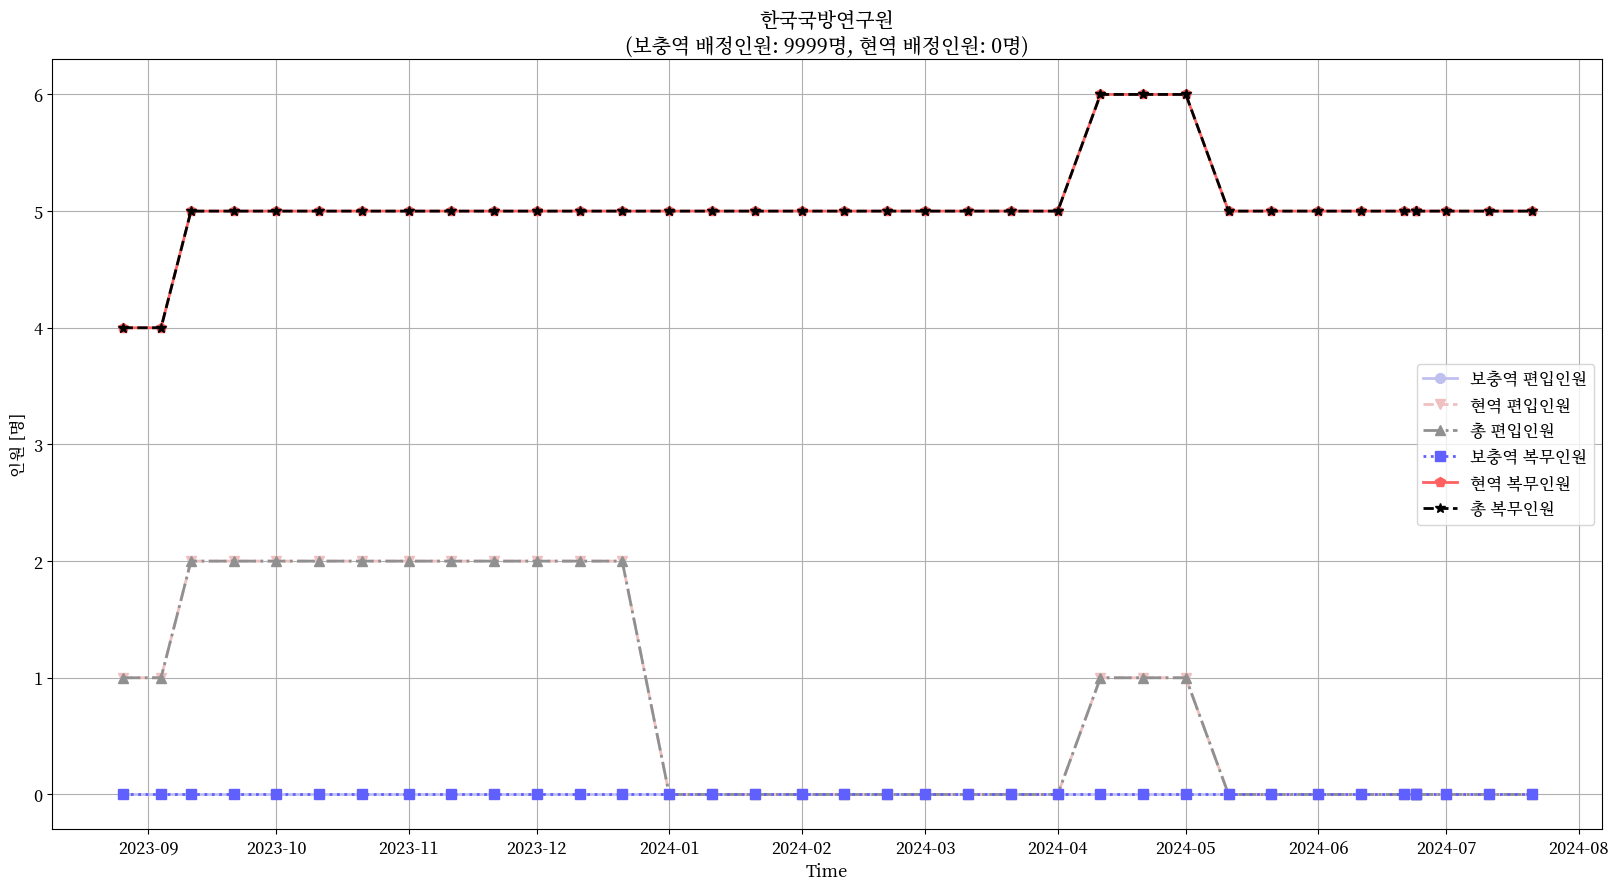 한국국방연구원
(보충역 배정인원: 9999명, 현역 배정인원: 0명)
인원 [명]
6
5
4
3
2
1
0
보충역 편입인원
현역 편입인원
총 편입인원
보충역 복무인원
현역 복무인원
총 복무인원
2023-09
2023-10
2023-11
2023-12
2024-01
2024-02
2024-03
2024-04
2024-05
2024-06
2024-07
2024-08
Time